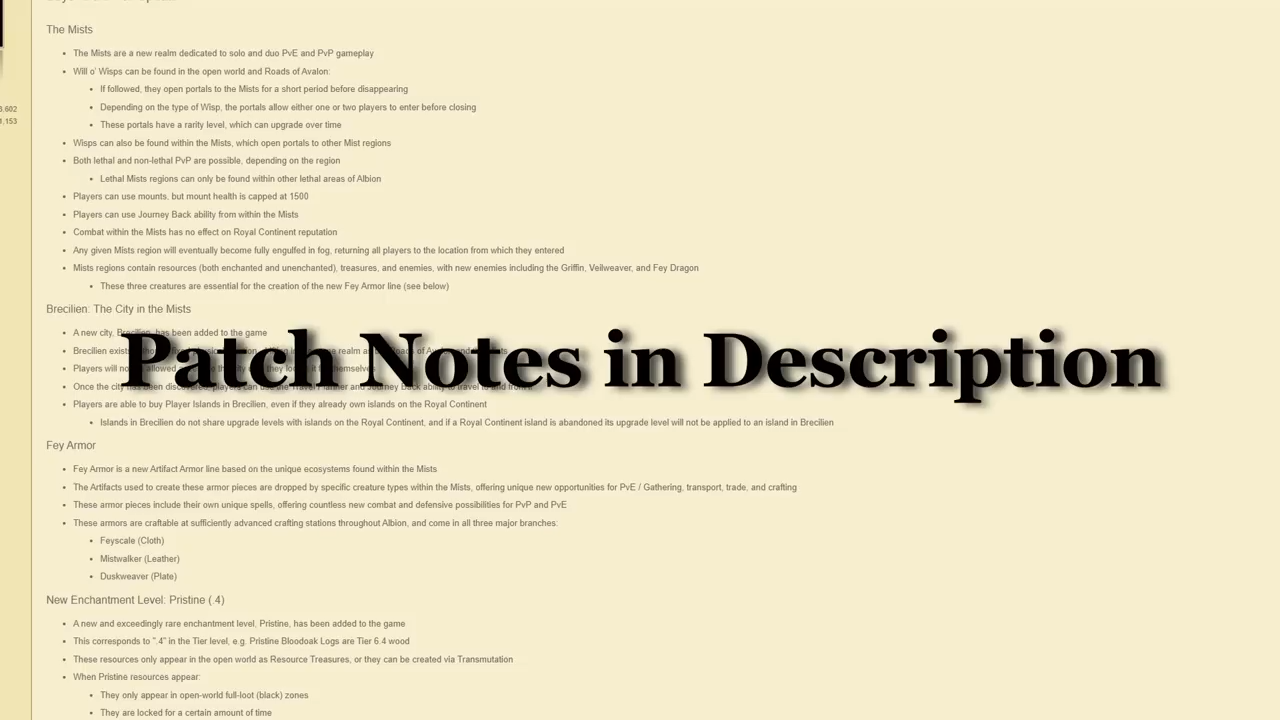 The Mists
The Mists are a new realm dedicated to solo and duo PvE and PvP gameplay
Will o' Wisps can be found in the open world and Roads of Avalon:
If followed, they open portals to the Mists for a short period before disappearing
Depending on the type of Wisp, the portals allow either one or two players to enter before closing
These portals have a rarity level, which can upgrade over time
3,602
1,153
Wisps can also be found within the Mists, which open portals to other Mist regions
Both lethal and non-lethal PvP are possible, depending on the region
Lethal Mists regions can only be found within other lethal areas of Albion
Players can use mounts, but mount health is capped at 1500
Players can use Journey Back ability from within the Mists
Combat within the Mists has no effect on Royal Continent reputation
Any given Mists region will eventually become fully engulfed in fog, returning all players to the location from which they entered
Mists regions contain resources (both enchanted and unenchanted), treasures, and enemies, with new enemies including the Griffin, Veilweaver, and Fey Dragon
These three creatures are essential for the creation of the new Fey Armor line (see below)
Brecilien: The City in the Mists
A new city, Brecilien, has been added to the game
Patch Notes in Description
Players are able to buy Player Islands in Brecilien, even if they already own islands on the Royal Continent
Islands in Brecilien do not share upgrade levels with islands on the Royal Continent, and if a Royal Continent island is abandoned its upgrade level will not be applied to an island in Brecilien
Fey Armor
Fey Armor is a new Artifact Armor line based on the unique ecosystems found within the Mists
The Artifacts used to create these armor pieces are dropped by specific creature types within the Mists, offering unique new opportunities for PvE / Gathering, transport, trade, and crafting
These armor pieces include their own unique spells, offering countless new combat and defensive possibilities for PvP and PvE
These armors are craftable at sufficiently advanced crafting stations throughout Albion, and come in all three major branches:
Feyscale (Cloth)
Mistwalker (Leather)
Duskweaver (Plate)
New Enchantment Level: Pristine (.4)
A new and exceedingly rare enchantment level, Pristine, has been added to the game
This corresponds to ".4" in the Tier level, e.g. Pristine Bloodoak Logs are Tier 6.4 wood
These resources only appear in the open world as Resource Treasures, or they can be created via Transmutation
When Pristine resources appear:
They only appear in open-world full-loot (black) zones
They are locked for a certain amount of time